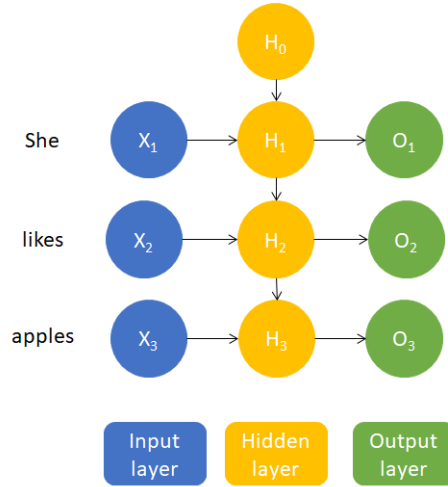 H₀
She X₁ H₁ O₁
likes X₂ H₂ O₂
apples X₃ H₃ O₃
Input layer
Hidden layer
Output layer